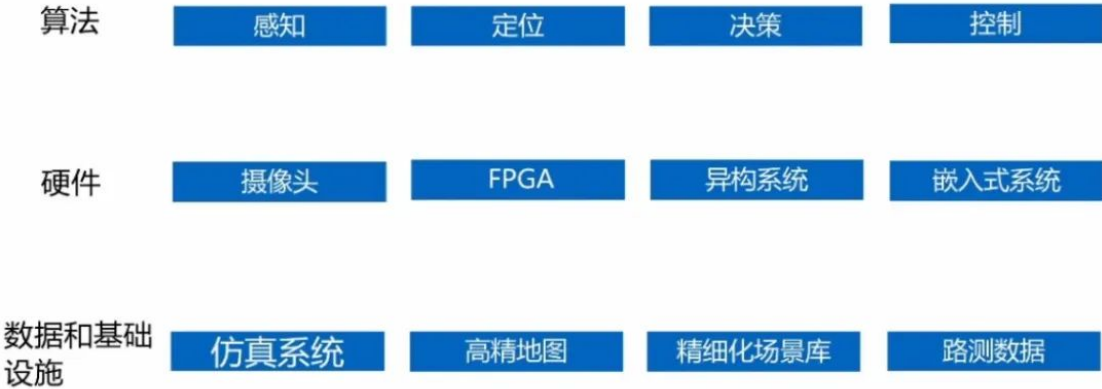 算法
感知
定位
决策
控制
硬件
摄像头
FPGA
异构系统
嵌入式系统
数据和基础
设施
仿真系统
高精地图
精细化场景库
路测数据